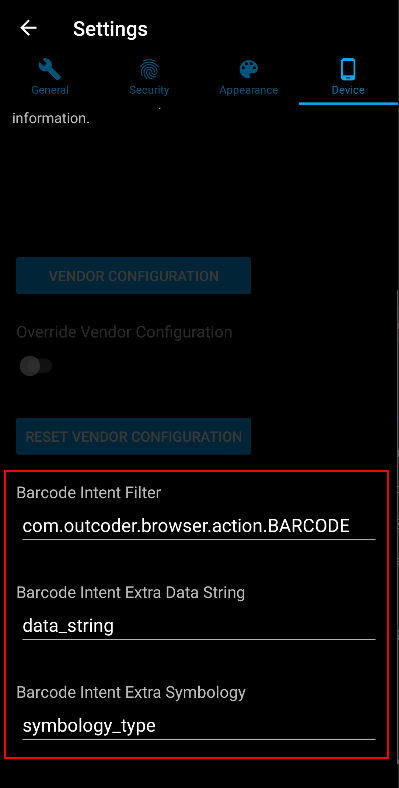 Settings
General
Security
Appearance
Device
information.
VENDOR CONFIGURATION
Override Vendor Configuration
RESET VENDOR CONFIGURATION
Barcode Intent Filter
com.outcoder.browser.action.BARCODE
Barcode Intent Extra Data String
data_string
Barcode Intent Extra Symbology
symbology_type